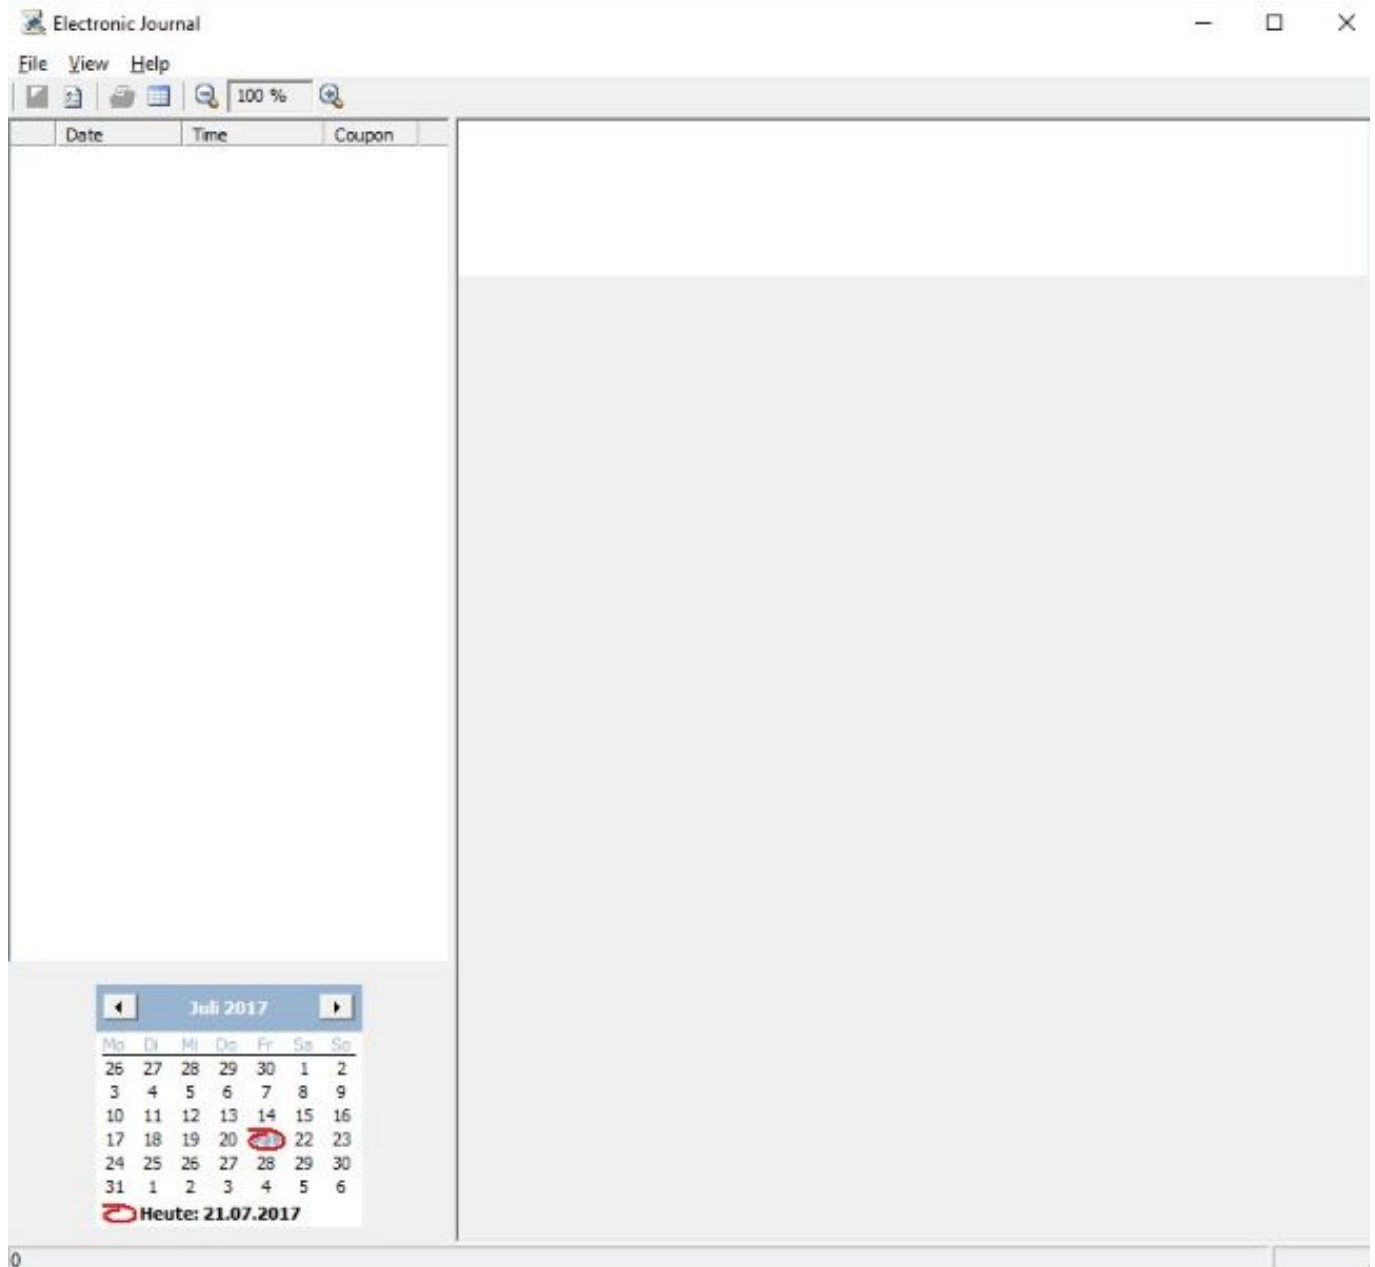 Electronic Journal
File View Help
100 %
Date Time Coupon
Juli 2017
Mo Di Mi Do Fr Sa So
26 27 28 29 30 1 2
3 4 5 6 7 8 9
10 11 12 13 14 15 16
17 18 19 20 22 23
24 25 26 27 28 29 30
31 1 2 3 4 5 6
Heute: 21.07.2017
0